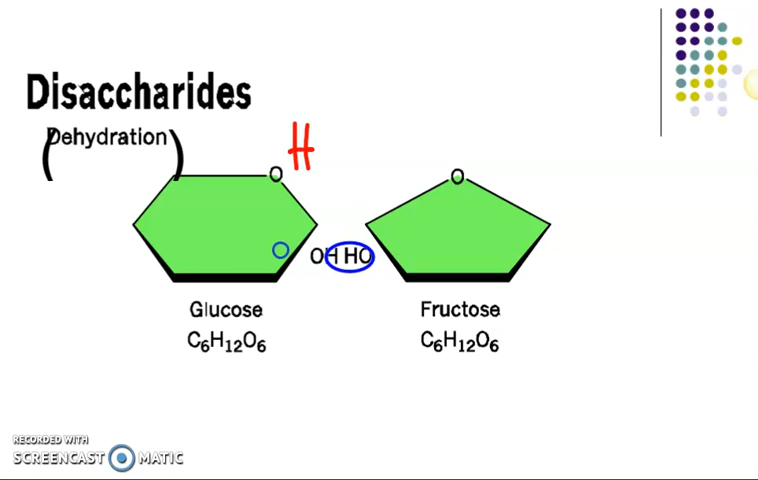 Disaccharides
(Dehydration)
H
O
O
OH HO
Glucose
Fructose
C₆H₁₂O₆
C₆H₁₂O₆
RECORDED WITH
SCREENCAST MATIC